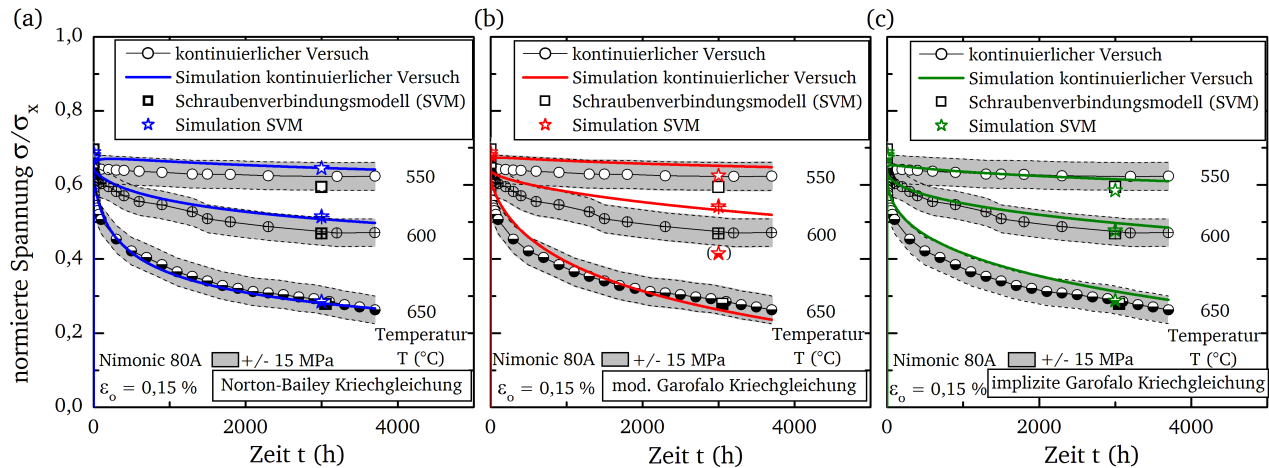 (a)
(b)
(c)
normierte Spannung σ/σx
1,0
0,8
0,6
0,4
0,2
0,0
kontinuierlicher Versuch
Simulation kontinuierlicher Versuch
Schraubenverbindungsmodell (SVM)
Simulation SVM
550
600
650
Temperatur
T (°C)
Nimonic 80A
+/- 15 MPa
εo = 0,15 %
Norton-Bailey Kriechgleichung
0
2000
4000
Zeit t (h)
kontinuierlicher Versuch
Simulation kontinuierlicher Versuch
Schraubenverbindungsmodell (SVM)
Simulation SVM
550
600
( )
650
Temperatur
T (°C)
Nimonic 80A
+/- 15 MPa
εo = 0,15 %
mod. Garofalo Kriechgleichung
0
2000
4000
Zeit t (h)
kontinuierlicher Versuch
Simulation kontinuierlicher Versuch
Schraubenverbindungsmodell (SVM)
Simulation SVM
550
600
650
Temperatur
T (°C)
Nimonic 80A
+/- 15 MPa
εo = 0,15 %
implizite Garofalo Kriechgleichung
0
2000
4000
Zeit t (h)